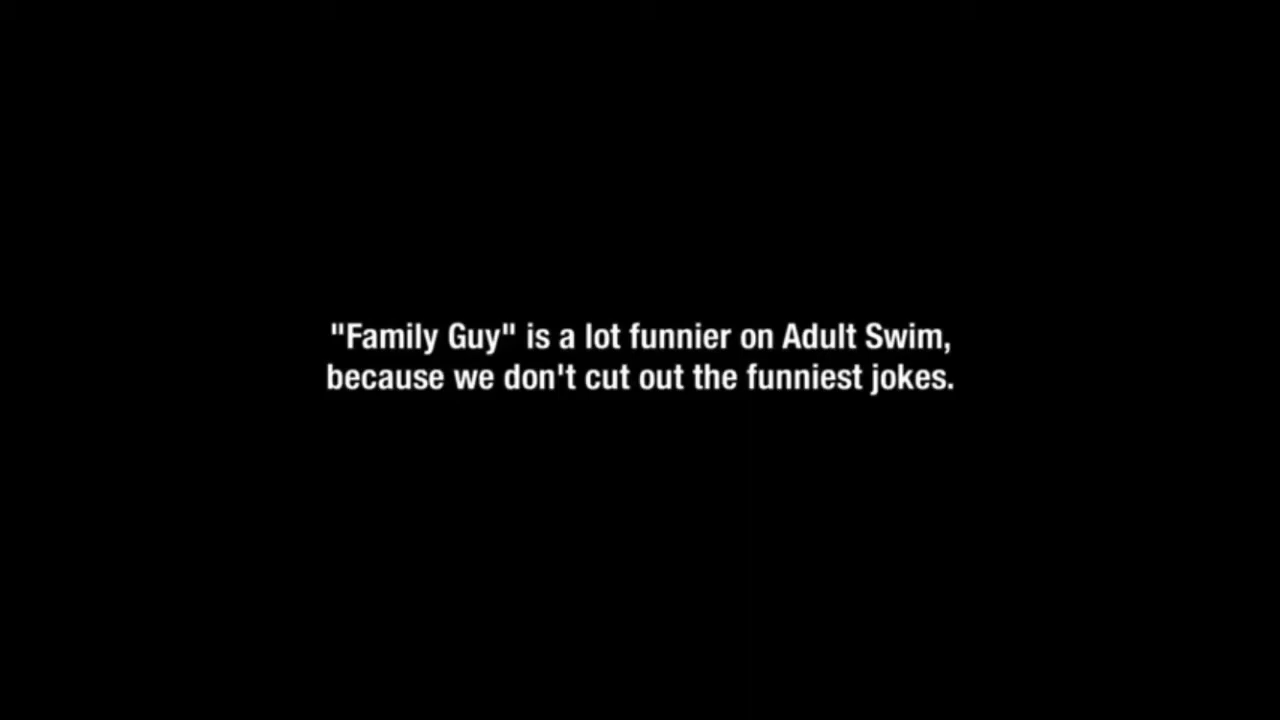 "Family Guy" is a lot funnier on Adult Swim,
because we don't cut out the funniest jokes.